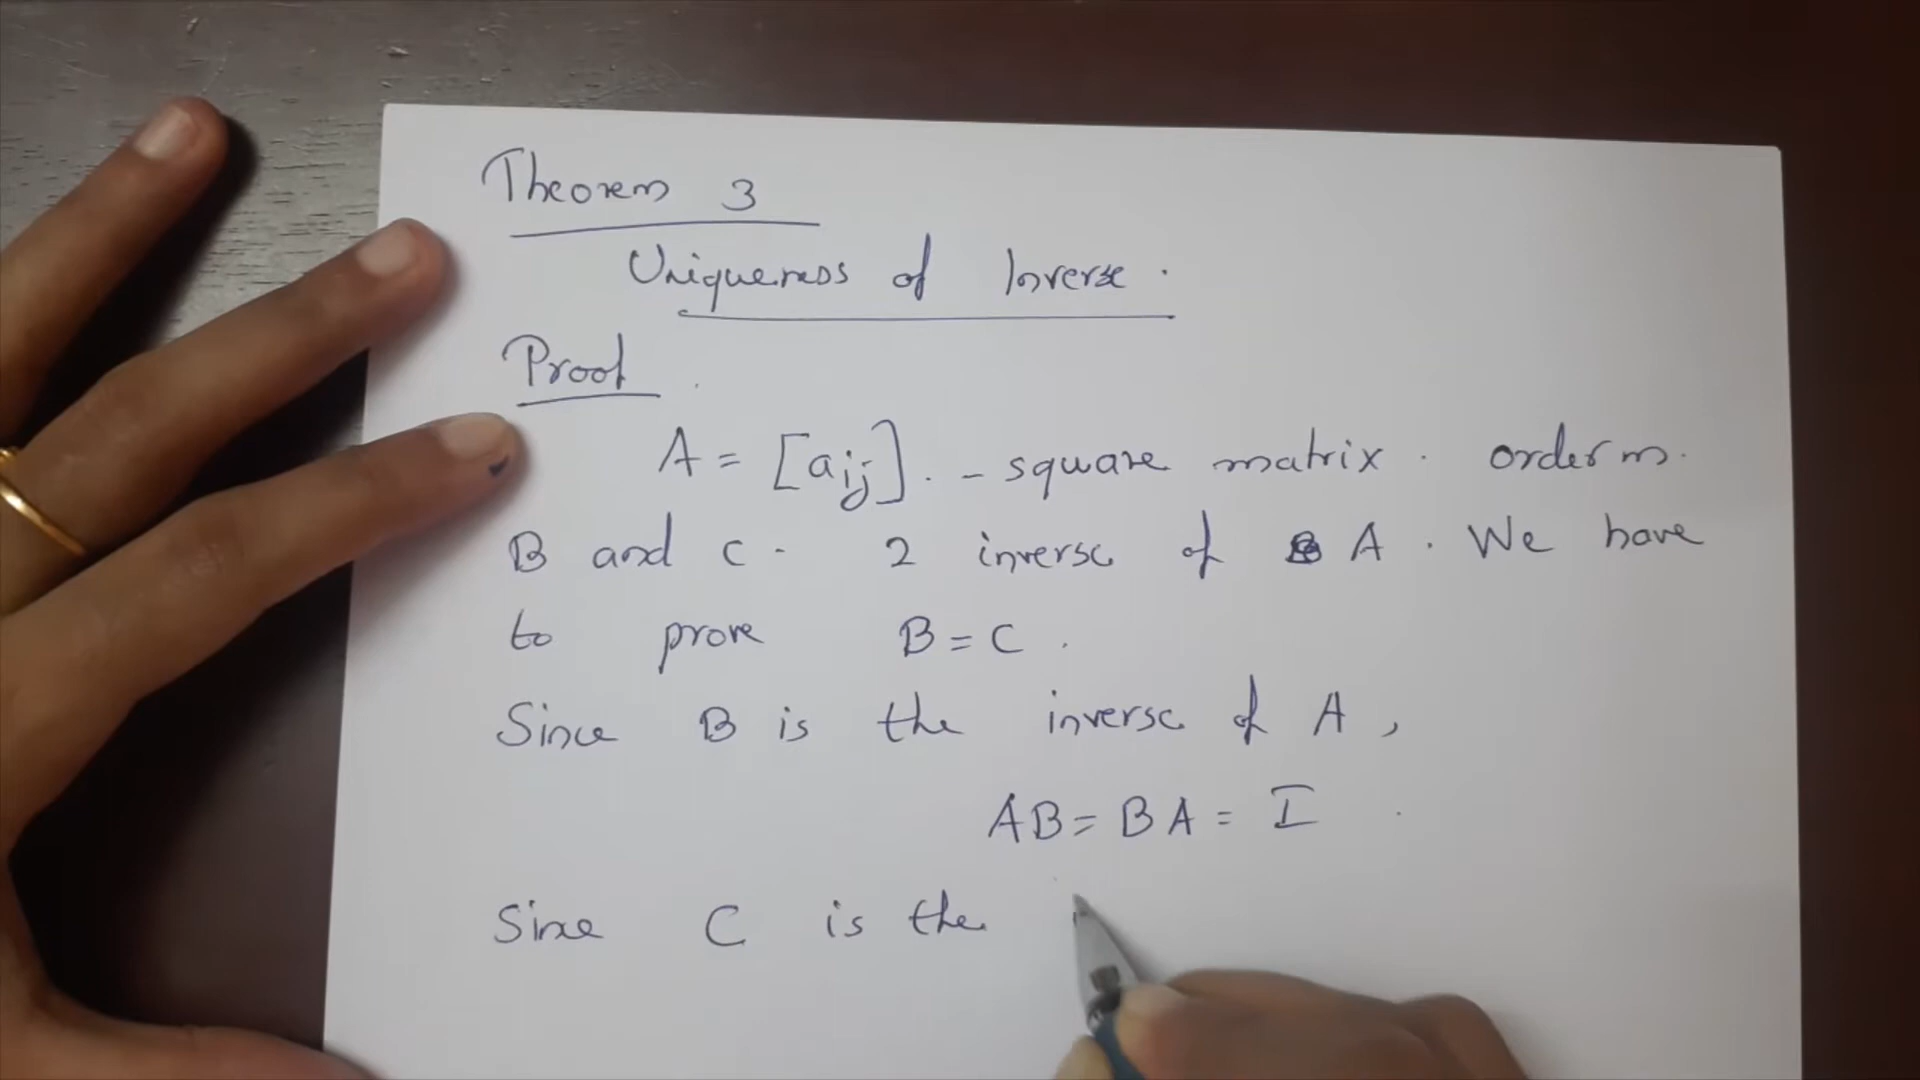 Theorem 3
Uniqueness of Inverse.
Proof
A = [aij]. - square matrix. order m.
B and C. 2 inverse of A. We have
to prove B = C.
Since B is the inverse of A,
AB = BA = I
Sine C is the